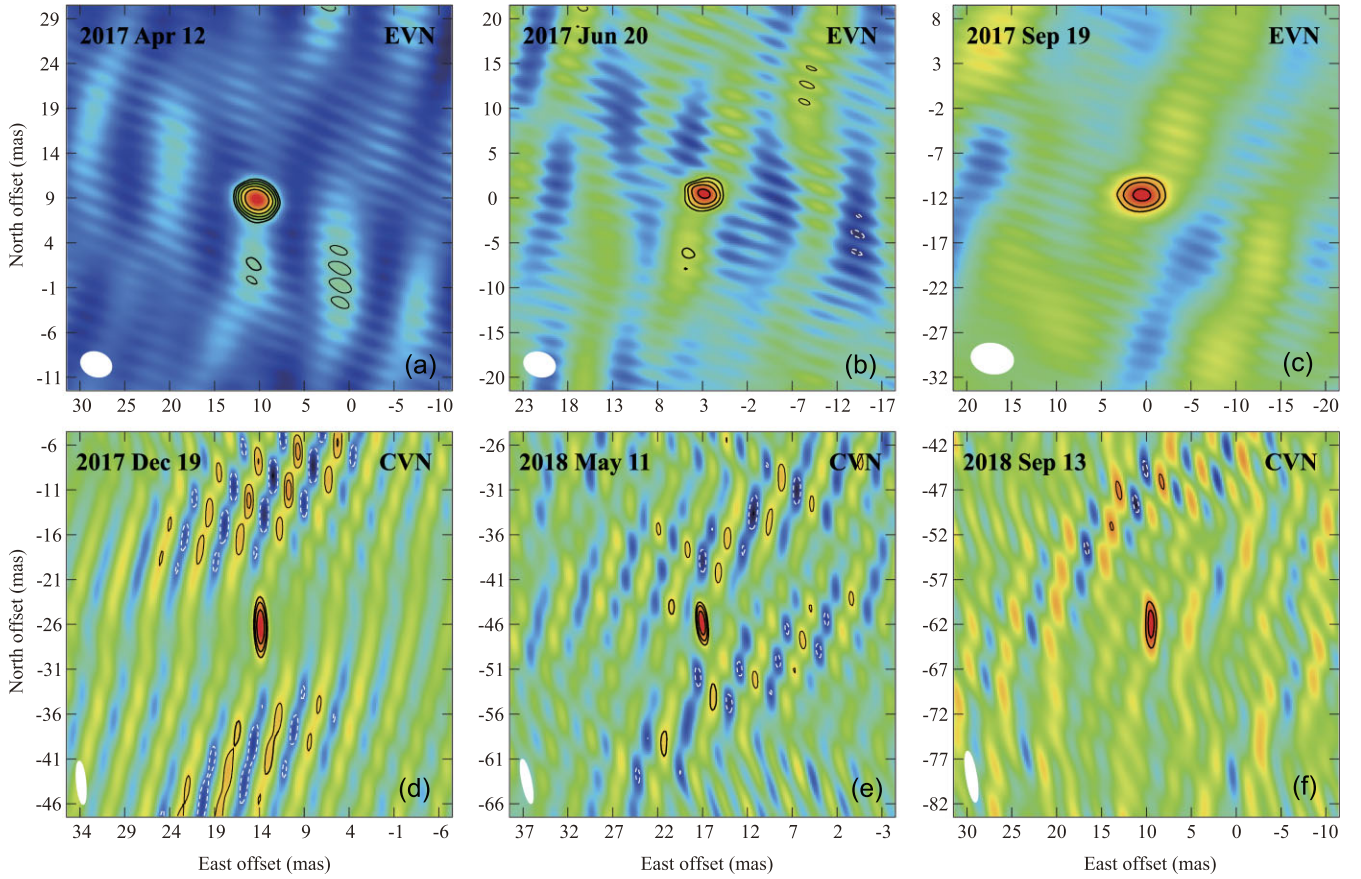 2017 Apr 12 EVN
29
24
19
14
9
4
-1
-6
-11
30 25 20 15 10 5 0 -5 -10
(a)
2017 Jun 20 EVN
20
15
10
5
0
-5
-10
-15
-20
23 18 13 8 3 -2 -7 -12 -17
(b)
2017 Sep 19 EVN
8
3
-2
-7
-12
-17
-22
-27
-32
20 15 10 5 0 -5 -10 -15 -20
(c)
North offset (mas)
2017 Dec 19 CVN
-6
-11
-16
-21
-26
-31
-36
-41
-46
34 29 24 19 14 9 4 -1 -6
(d)
East offset (mas)
2018 May 11 CVN
-26
-31
-36
-41
-46
-51
-56
-61
-66
37 32 27 22 17 12 7 2 -3
(e)
East offset (mas)
2018 Sep 13 CVN
-42
-47
-52
-57
-62
-67
-72
-77
-82
30 25 20 15 10 5 0 -5 -10
(f)
East offset (mas)
North offset (mas)